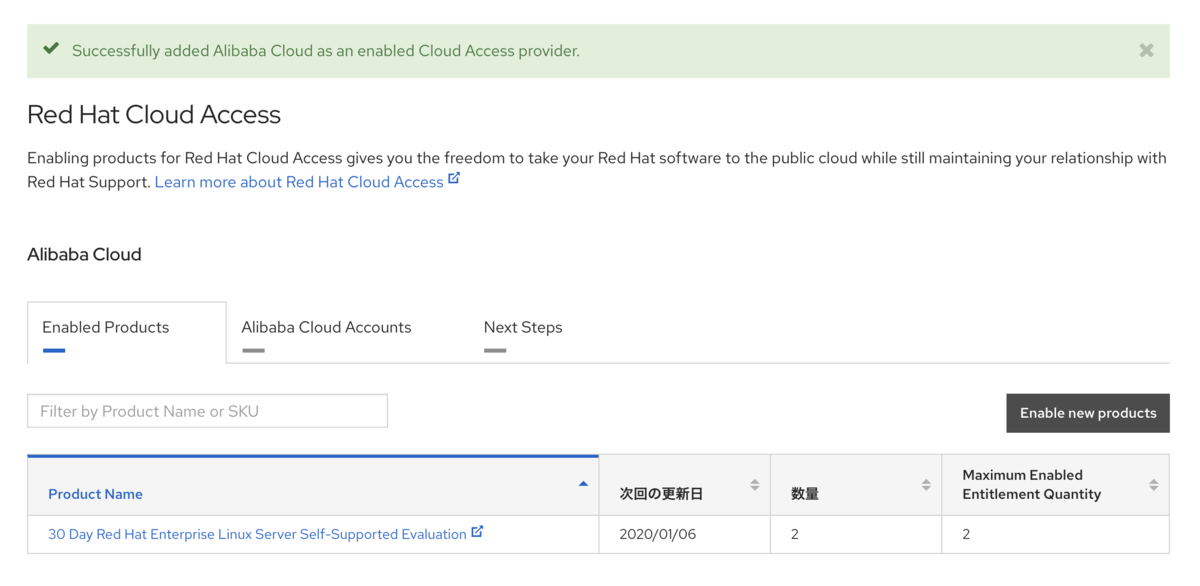 Successfully added Alibaba Cloud as an enabled Cloud Access provider.
Red Hat Cloud Access
Enabling products for Red Hat Cloud Access gives you the freedom to take your Red Hat software to the public cloud while still maintaining your relationship with
Red Hat Support. Learn more about Red Hat Cloud Access
Alibaba Cloud
Enabled Products
Alibaba Cloud Accounts
Next Steps
Filter by Product Name or SKU
Enable new products
Product Name
次回の更新日
数量
Maximum Enabled
Entitlement Quantity
30 Day Red Hat Enterprise Linux Server Self-Supported Evaluation
2020/01/06
2
2